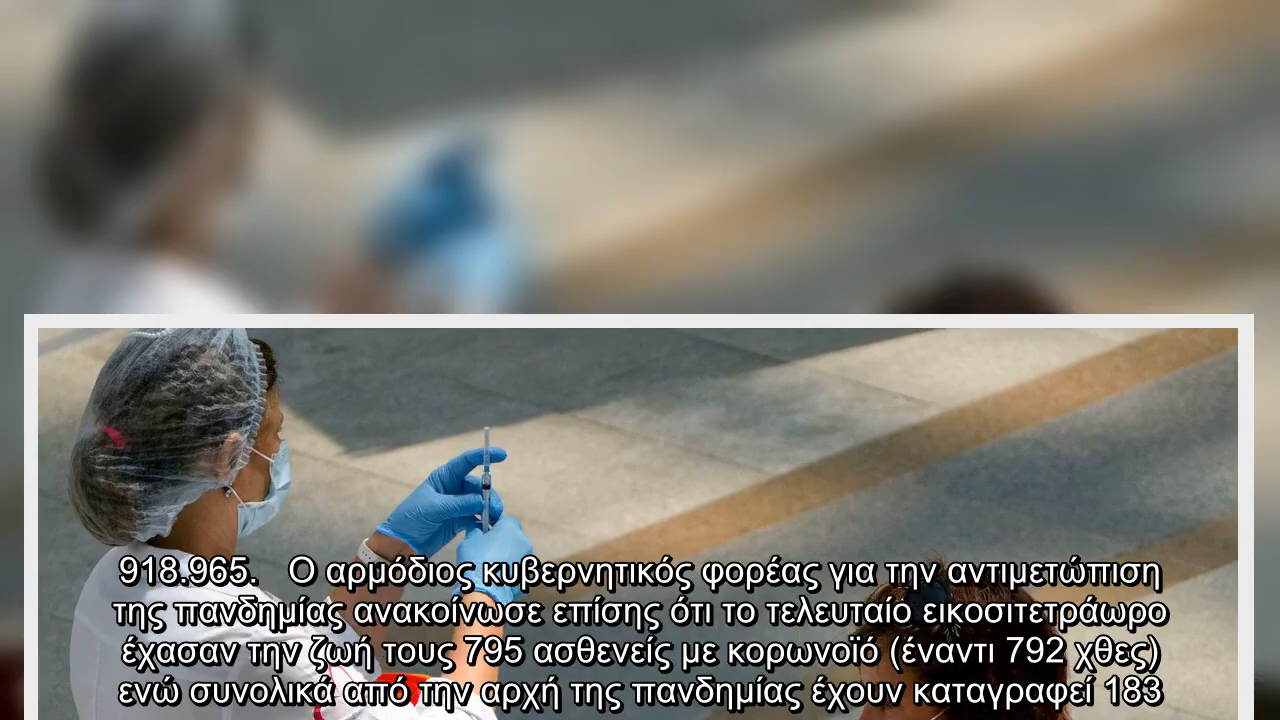 918.965. Ο αρμόδιος κυβερνητικός φορέας για την αντιμετώπιση
της πανδημίας ανακοίνωσε επίσης ότι το τελευταίο εικοσιτετράωρο
έχασαν την ζωή τους 795 ασθενείς με κορωνοϊό (έναντι 792 χθες)
ενώ συνολικά από την αρχή της πανδημίας έχουν καταγραφεί 183